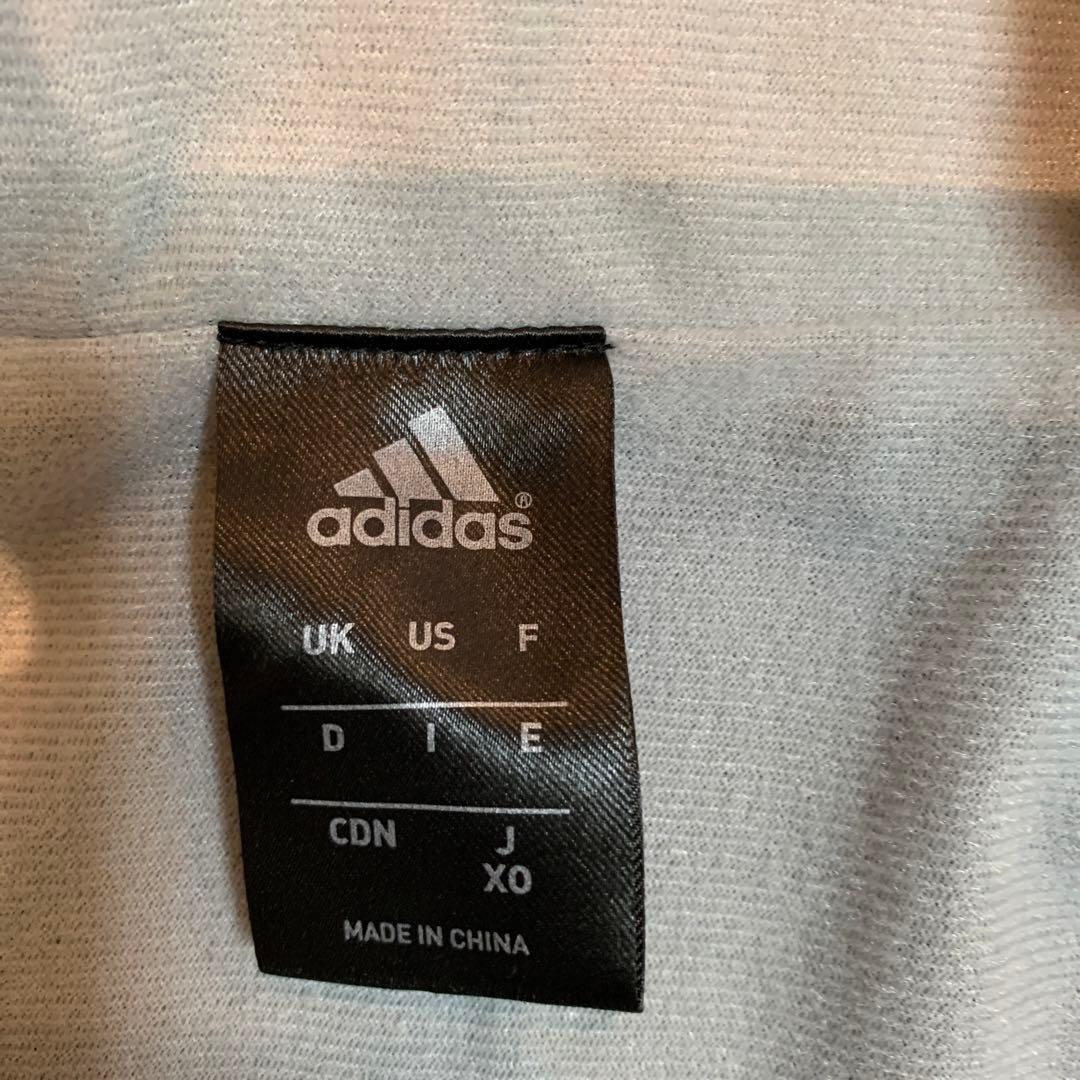 adidas®
UK US F
D I E
CDN J
XO
MADE IN CHINA